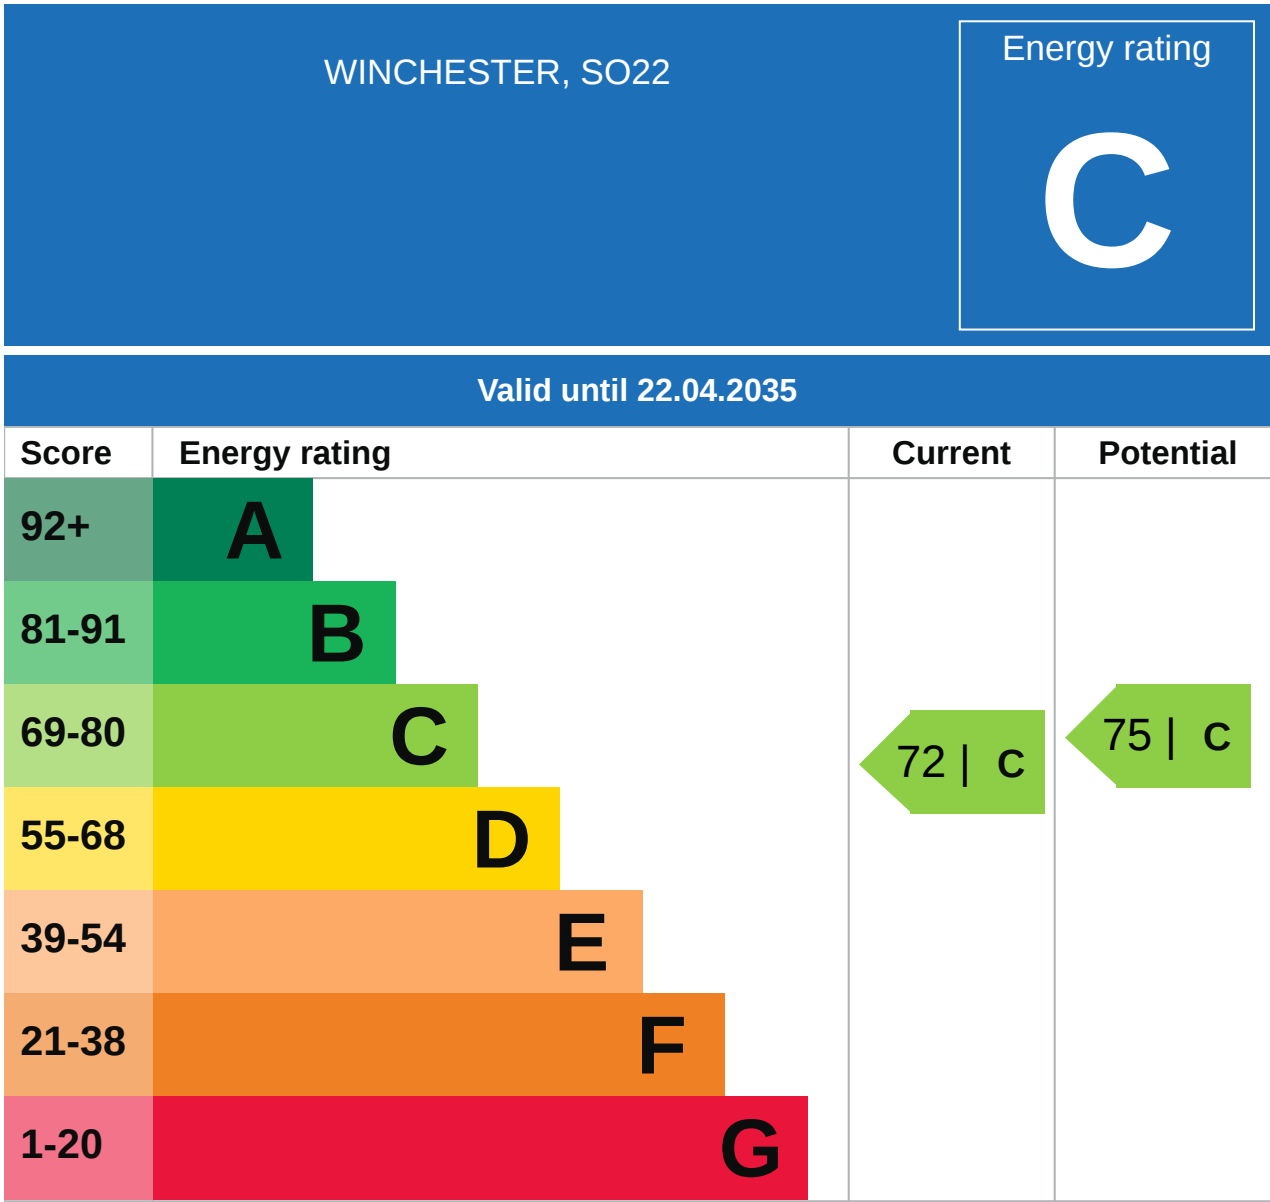 WINCHESTER, SO22
Energy rating
C
Valid until 22.04.2035
Score Energy rating Current Potential
92+ A
81-91 B
69-80 C
72 | C
75 | C
55-68 D
39-54 E
21-38 F
1-20 G